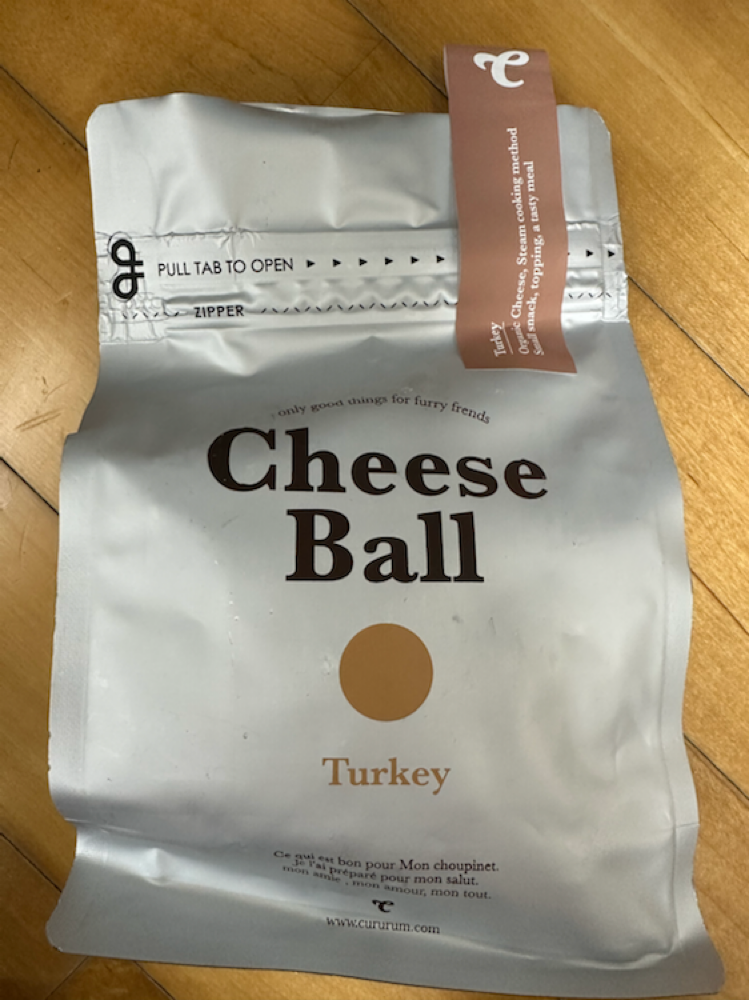 Turkey
Organic Cheese, Steam cooking method
Small snack, topping, a tasty meal
PULL TAB TO OPEN
ZIPPER
only good things for furry frends
Cheese
Ball
Turkey
Ce qui est bon pour Mon choupinet.
Je l'ai préparé pour mon salut.
mon amie , mon amour, mon tout.
www.cururum.com